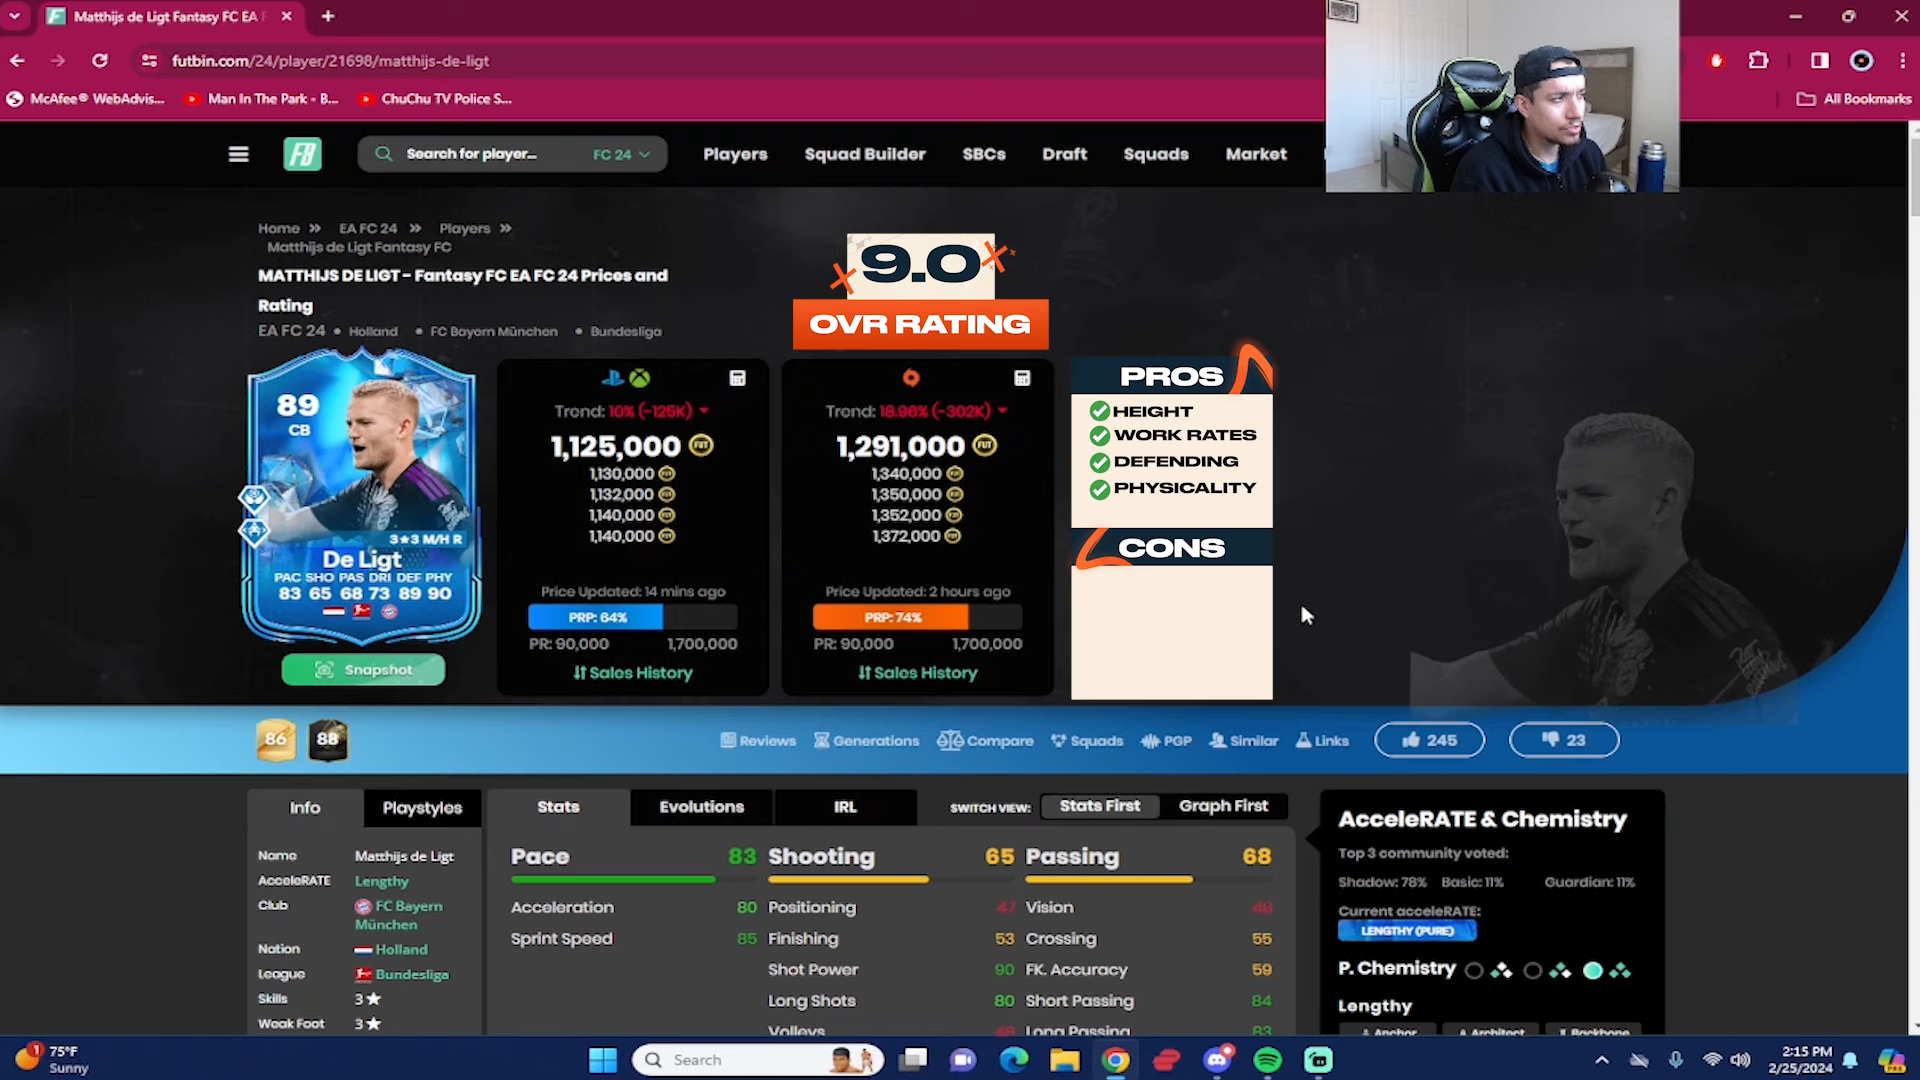 Matthijs de Ligt Fantasy FC EA F
futbin.com/24/player/21698/matthijs-de-ligt
McAfee® WebAdvis...
Man In The Park - B...
ChuChu TV Police S...
All Bookmarks
Search for player...
FC 24
Players
Squad Builder
SBCs
Draft
Squads
Market
Home » EA FC 24 » Players »
Matthijs de Ligt Fantasy FC
MATTHIJS DE LIGT - Fantasy FC EA FC 24 Prices and
Rating
EA FC 24 • Holland • FC Bayern München • Bundesliga
9.0
OVR RATING
89
CB
3★3 M/H R
De Ligt
PAC SHO PAS DRI DEF PHY
83 65 68 73 89 90
Snapshot
Trend: 10% (-125K)
1,125,000
1,130,000
1,132,000
1,140,000
1,140,000
Price Updated: 14 mins ago
PRP: 64%
PR: 90,000 1,700,000
Sales History
Trend: 18.96% (-302K)
1,291,000
1,340,000
1,350,000
1,352,000
1,372,000
Price Updated: 2 hours ago
PRP: 74%
PR: 90,000 1,700,000
Sales History
PROS
HEIGHT
WORK RATES
DEFENDING
PHYSICALITY
CONS
86
88
Reviews
Generations
Compare
Squads
PGP
Similar
Links
245
23
Info
Playstyles
Name Matthijs de Ligt
AcceleRATE Lengthy
Club FC Bayern
München
Nation Holland
League Bundesliga
Skills 3★
Weak Foot 3★
Stats
Evolutions
IRL
SWITCH VIEW:
Stats First
Graph First
Pace 83
Acceleration 80
Sprint Speed 85
Shooting 65
Positioning 47
Finishing 53
Shot Power 90
Long Shots 80
Volleys 49
Passing 68
Vision 48
Crossing 55
FK. Accuracy 59
Short Passing 84
Long Passing 83
AcceleRATE & Chemistry
Top 3 community voted:
Shadow: 78% Basic: 11% Guardian: 11%
Current acceleRATE:
LENGTHY (PURE)
P. Chemistry
Lengthy
Anchor
Architect
Backbone
1
75°F
Sunny
Search
2:15 PM
2/25/2024